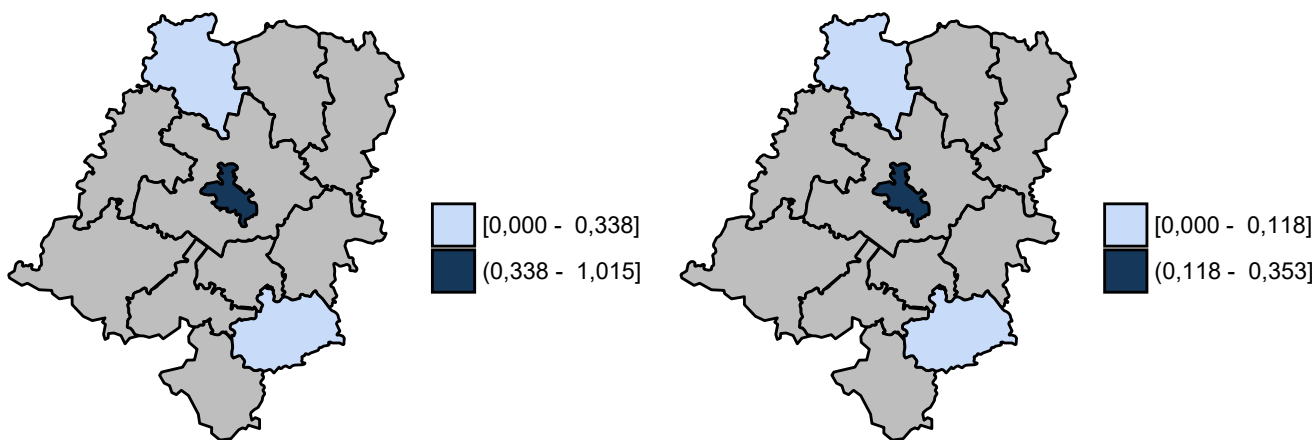 [0,000 - 0,338]
(0,338 - 1,015]
[0,000 - 0,118]
(0,118 - 0,353]